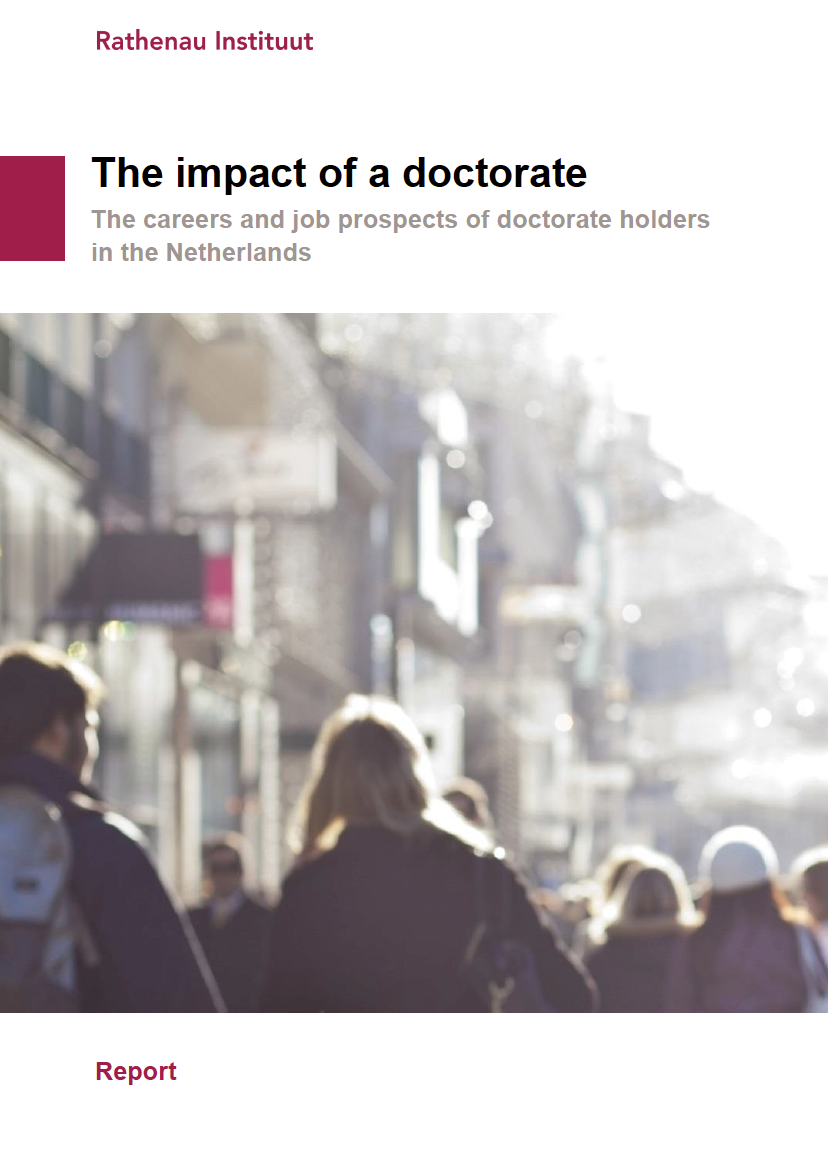 Rathenau Instituut
The impact of a doctorate
The careers and job prospects of doctorate holders
in the Netherlands
Report